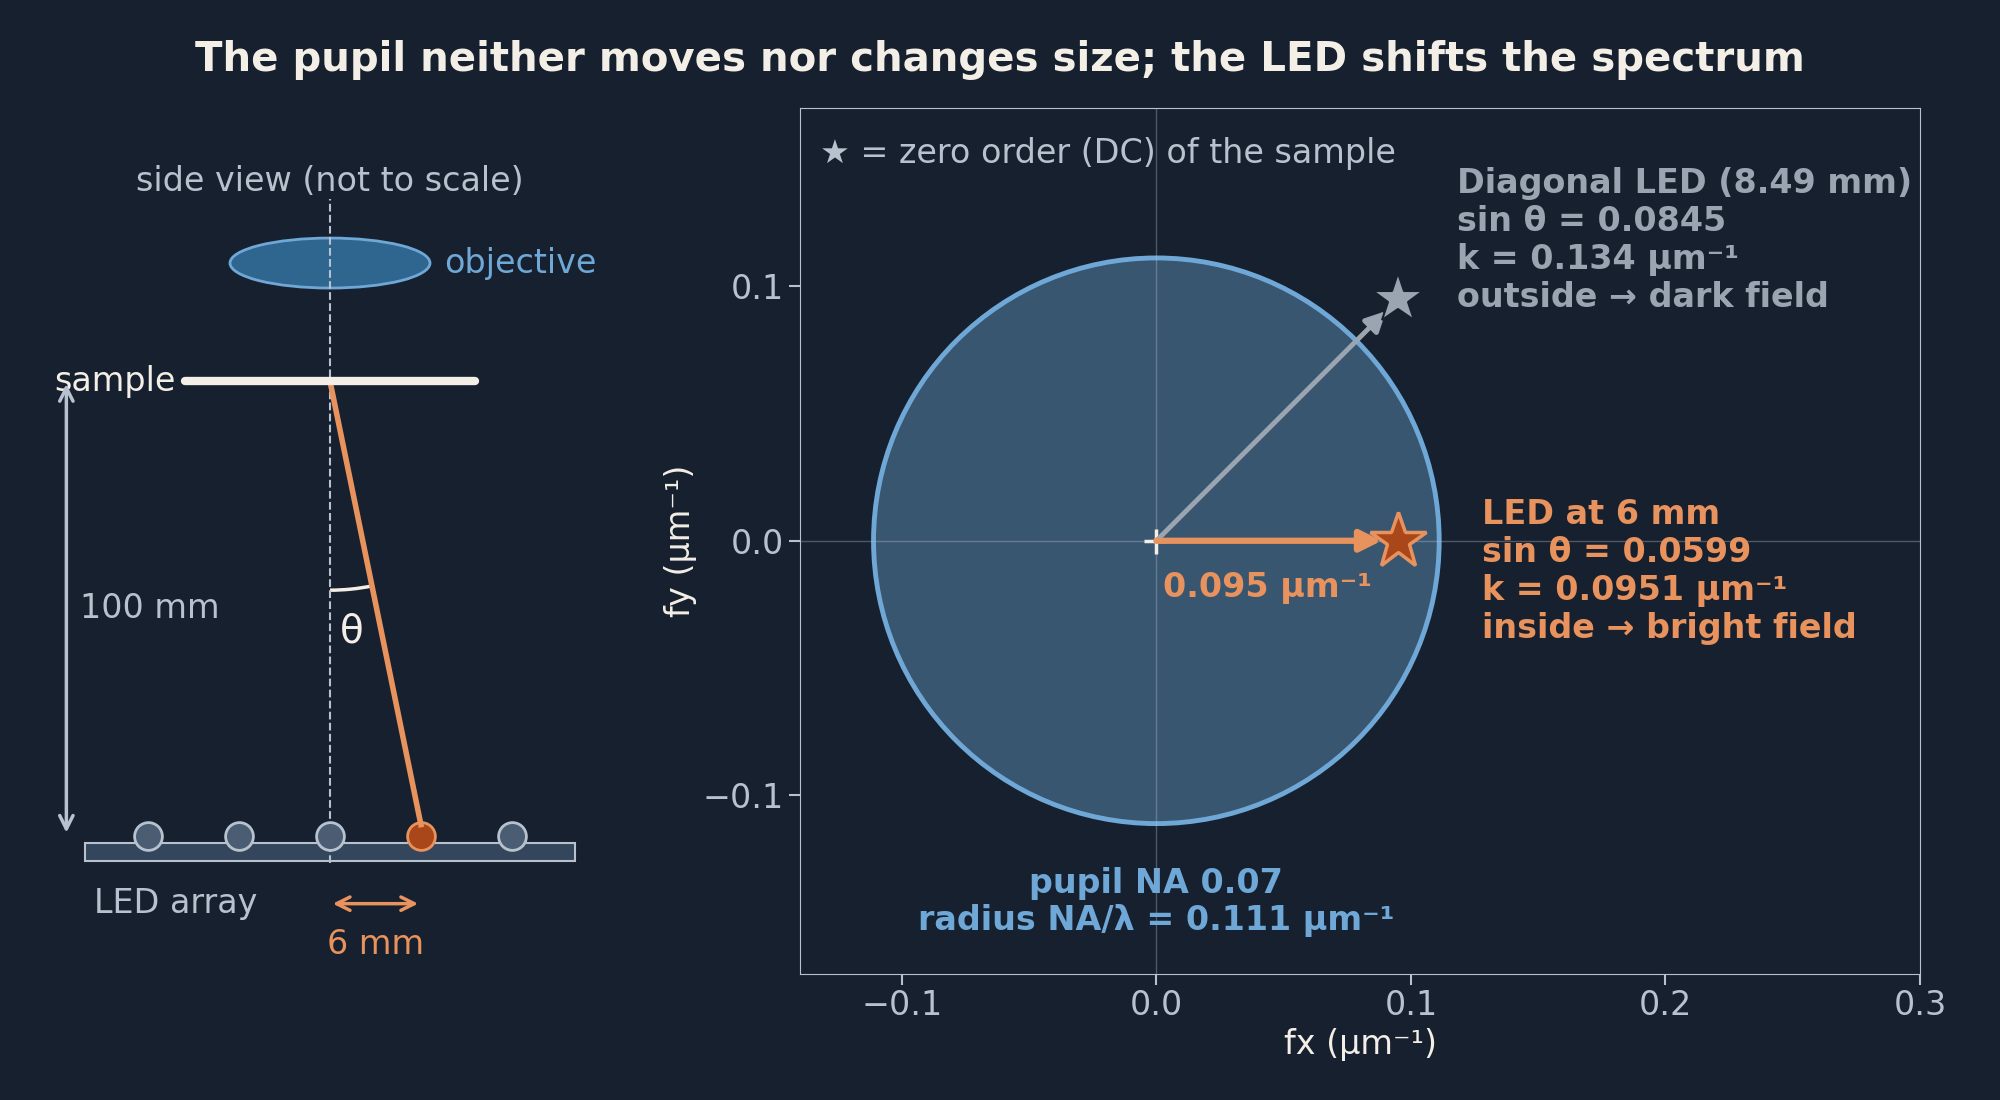 The pupil neither moves nor changes size; the LED shifts the spectrum
side view (not to scale)
objective
sample
100 mm
θ
LED array
6 mm
★ = zero order (DC) of the sample
Diagonal LED (8.49 mm)
sin θ = 0.0845
k = 0.134 µm⁻¹
outside → dark field
LED at 6 mm
sin θ = 0.0599
k = 0.0951 µm⁻¹
inside → bright field
0.095 µm⁻¹
pupil NA 0.07
radius NA/λ = 0.111 µm⁻¹
fy (µm⁻¹)
0.1
0.0
−0.1
−0.1
0.0
0.1
0.2
0.3
fx (µm⁻¹)